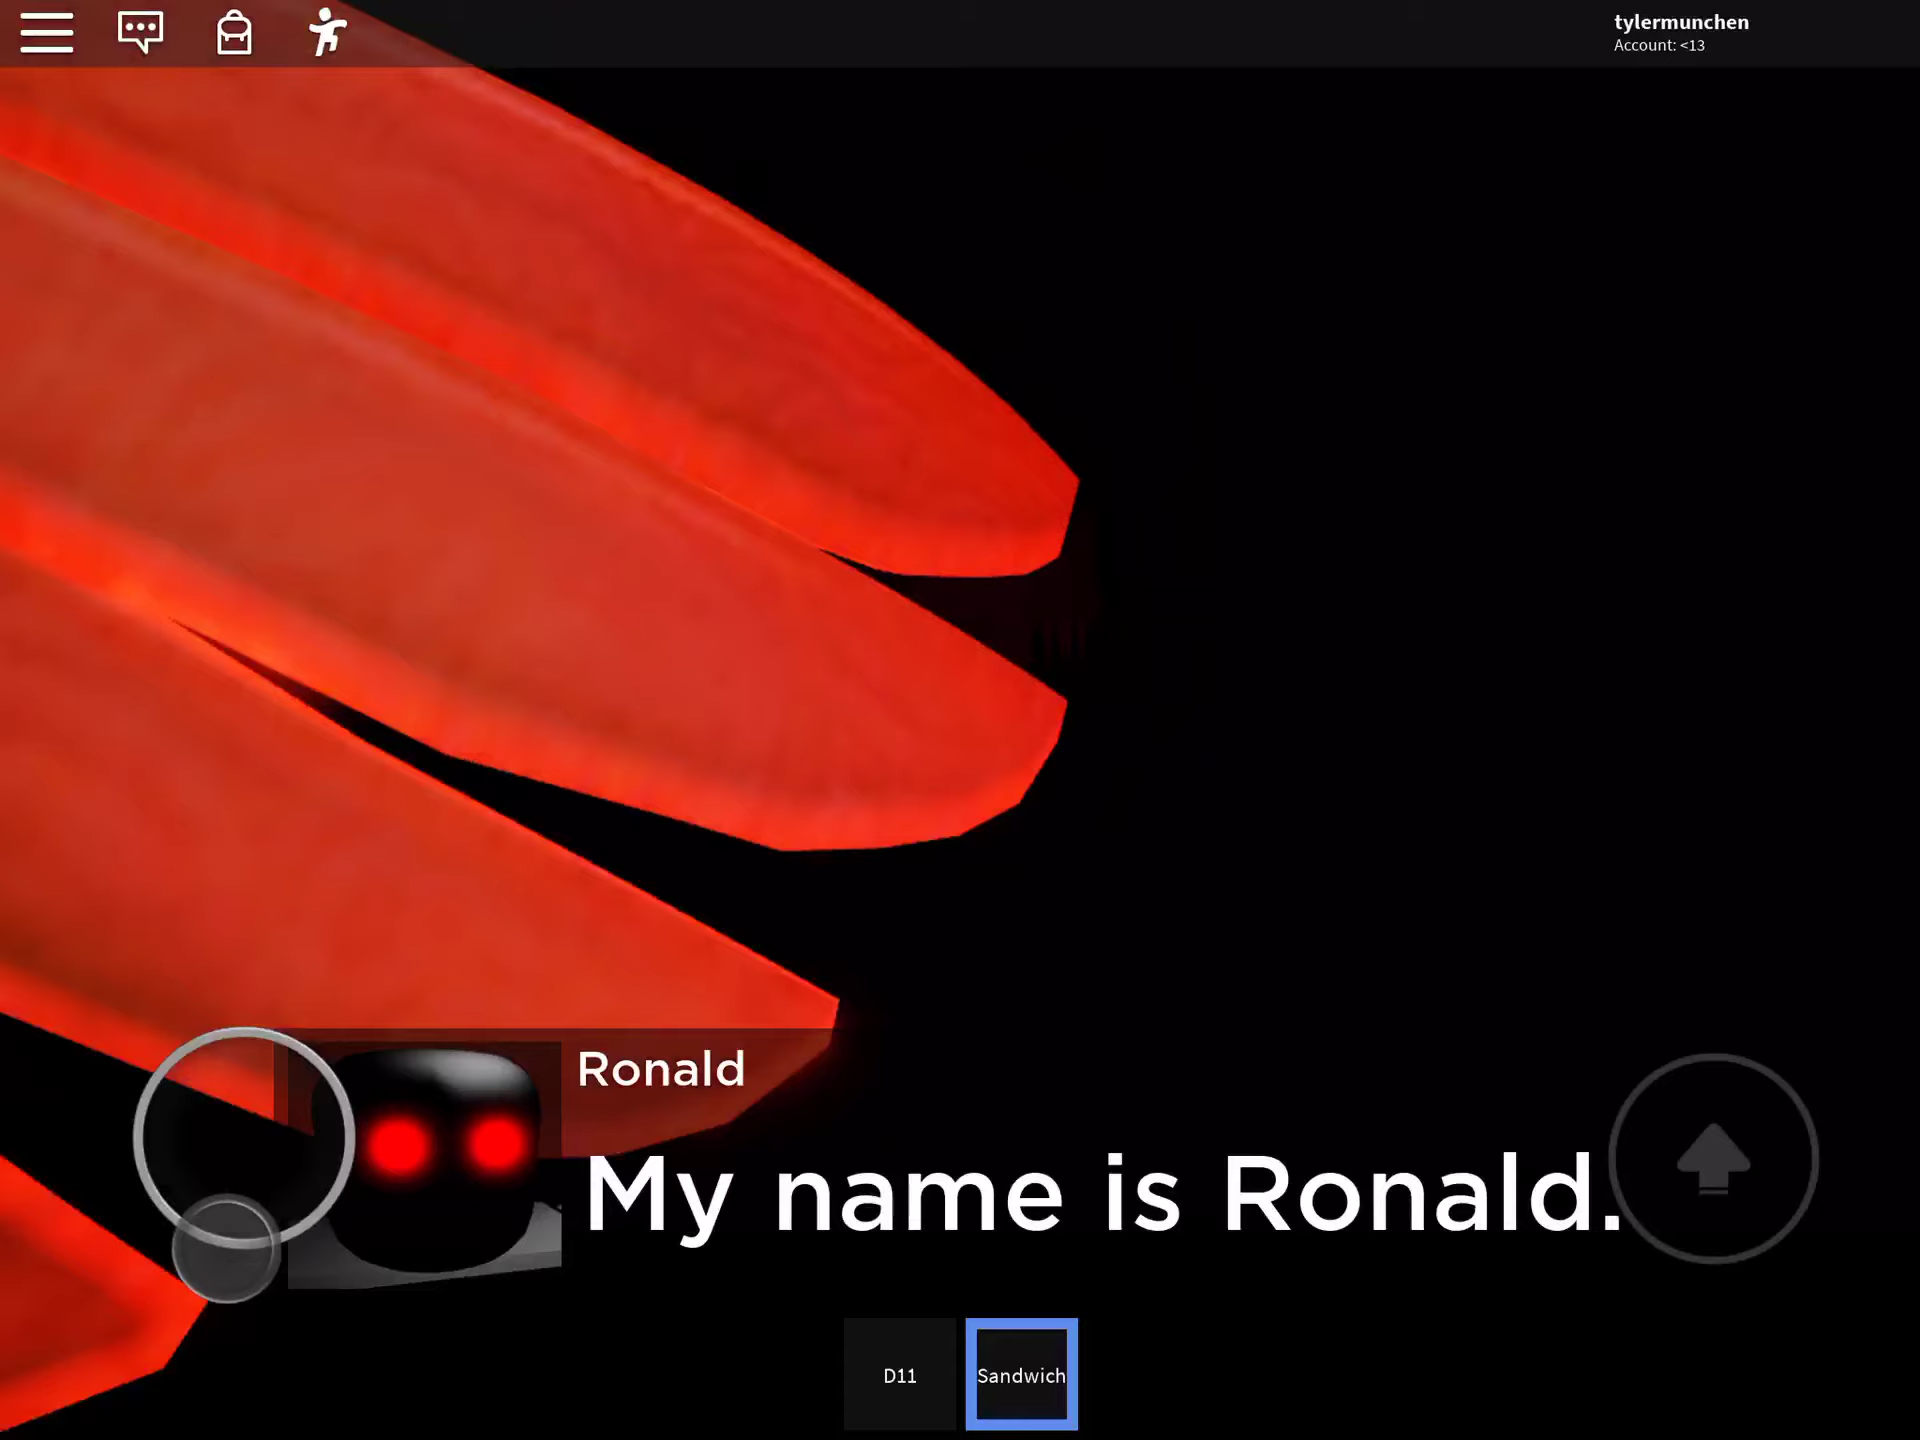 tylermunchen
Account: <13
Ronald
My name is Ronald.
D11
Sandwich